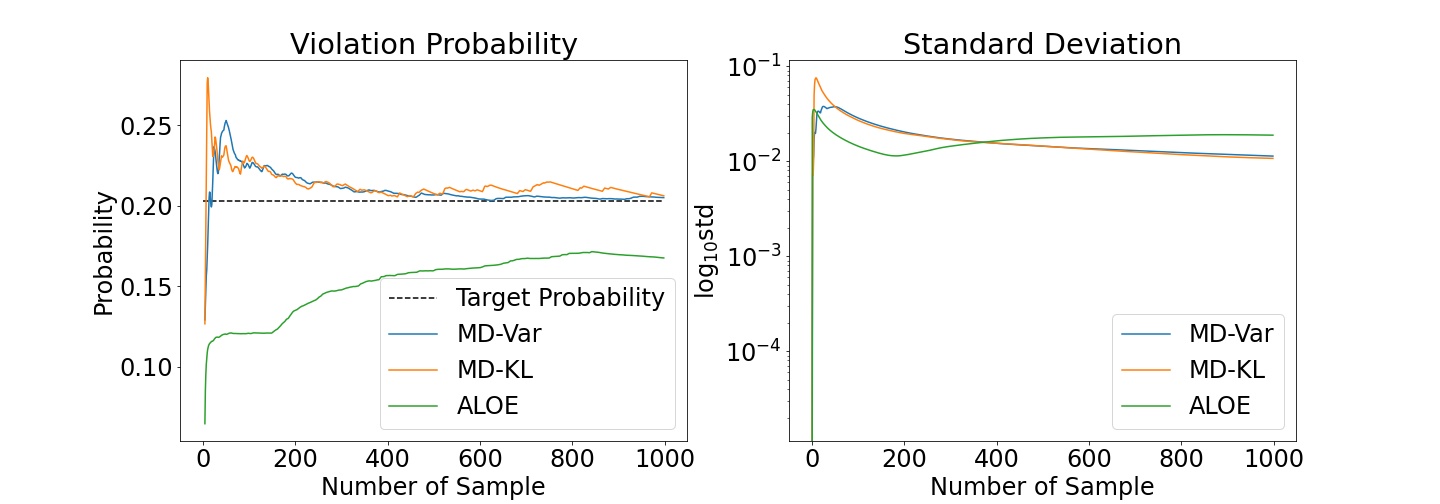 Violation Probability
Probability
0.25
0.20
0.15
0.10
Target Probability
MD-Var
MD-KL
ALOE
0 200 400 600 800 1000
Number of Sample
Standard Deviation
log₁₀std
10⁻¹
10⁻²
10⁻³
10⁻⁴
MD-Var
MD-KL
ALOE
0 200 400 600 800 1000
Number of Sample